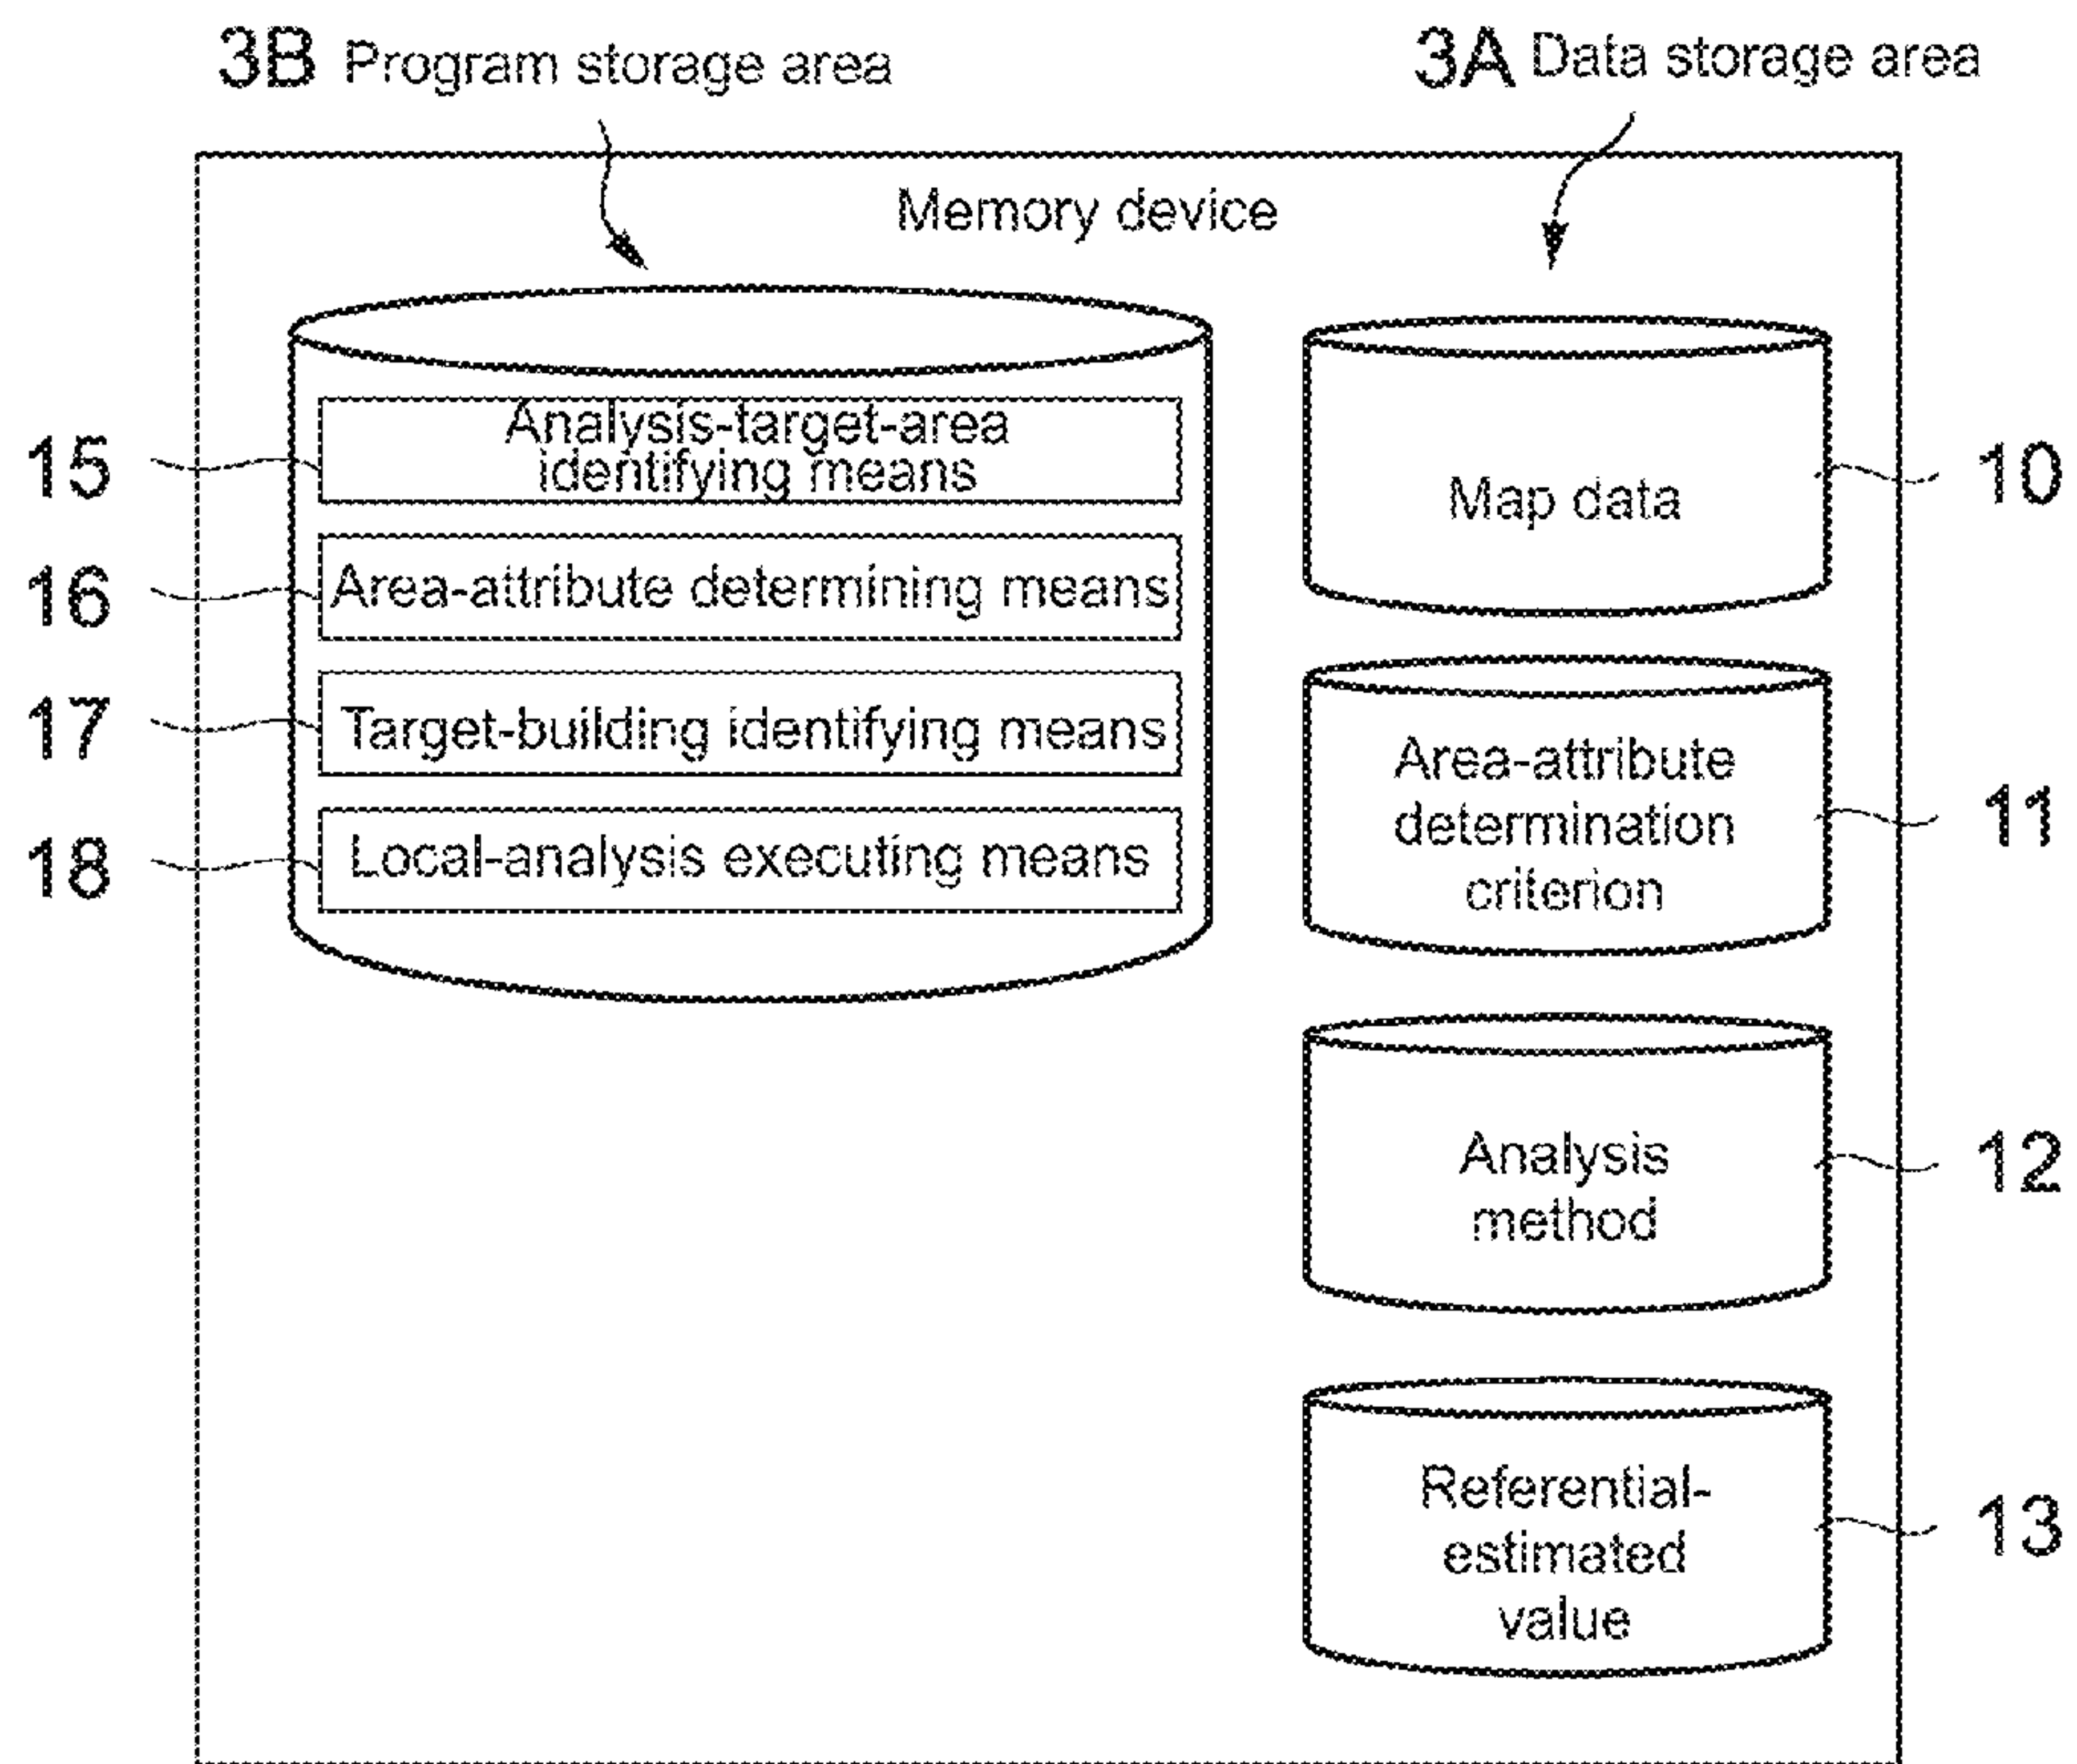 3B Program storage area
3A Data storage area
Memory device
15
Analysis-target-area
identifying means
16
Area-attribute determining means
17
Target-building identifying means
18
Local-analysis executing means
Map data
10
Area-attribute
determination
criterion
11
Analysis
method
12
Referential-
estimated
value
13